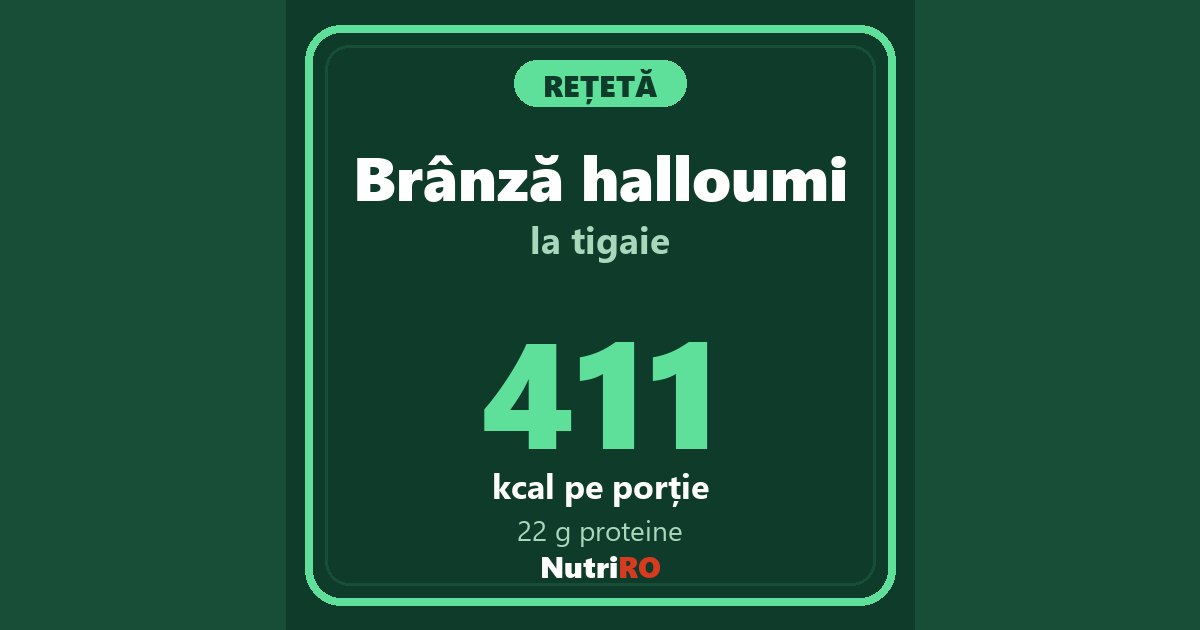 REȚETĂ
Brânză halloumi
la tigaie
411
kcal pe porție
22 g proteine
NutriRO